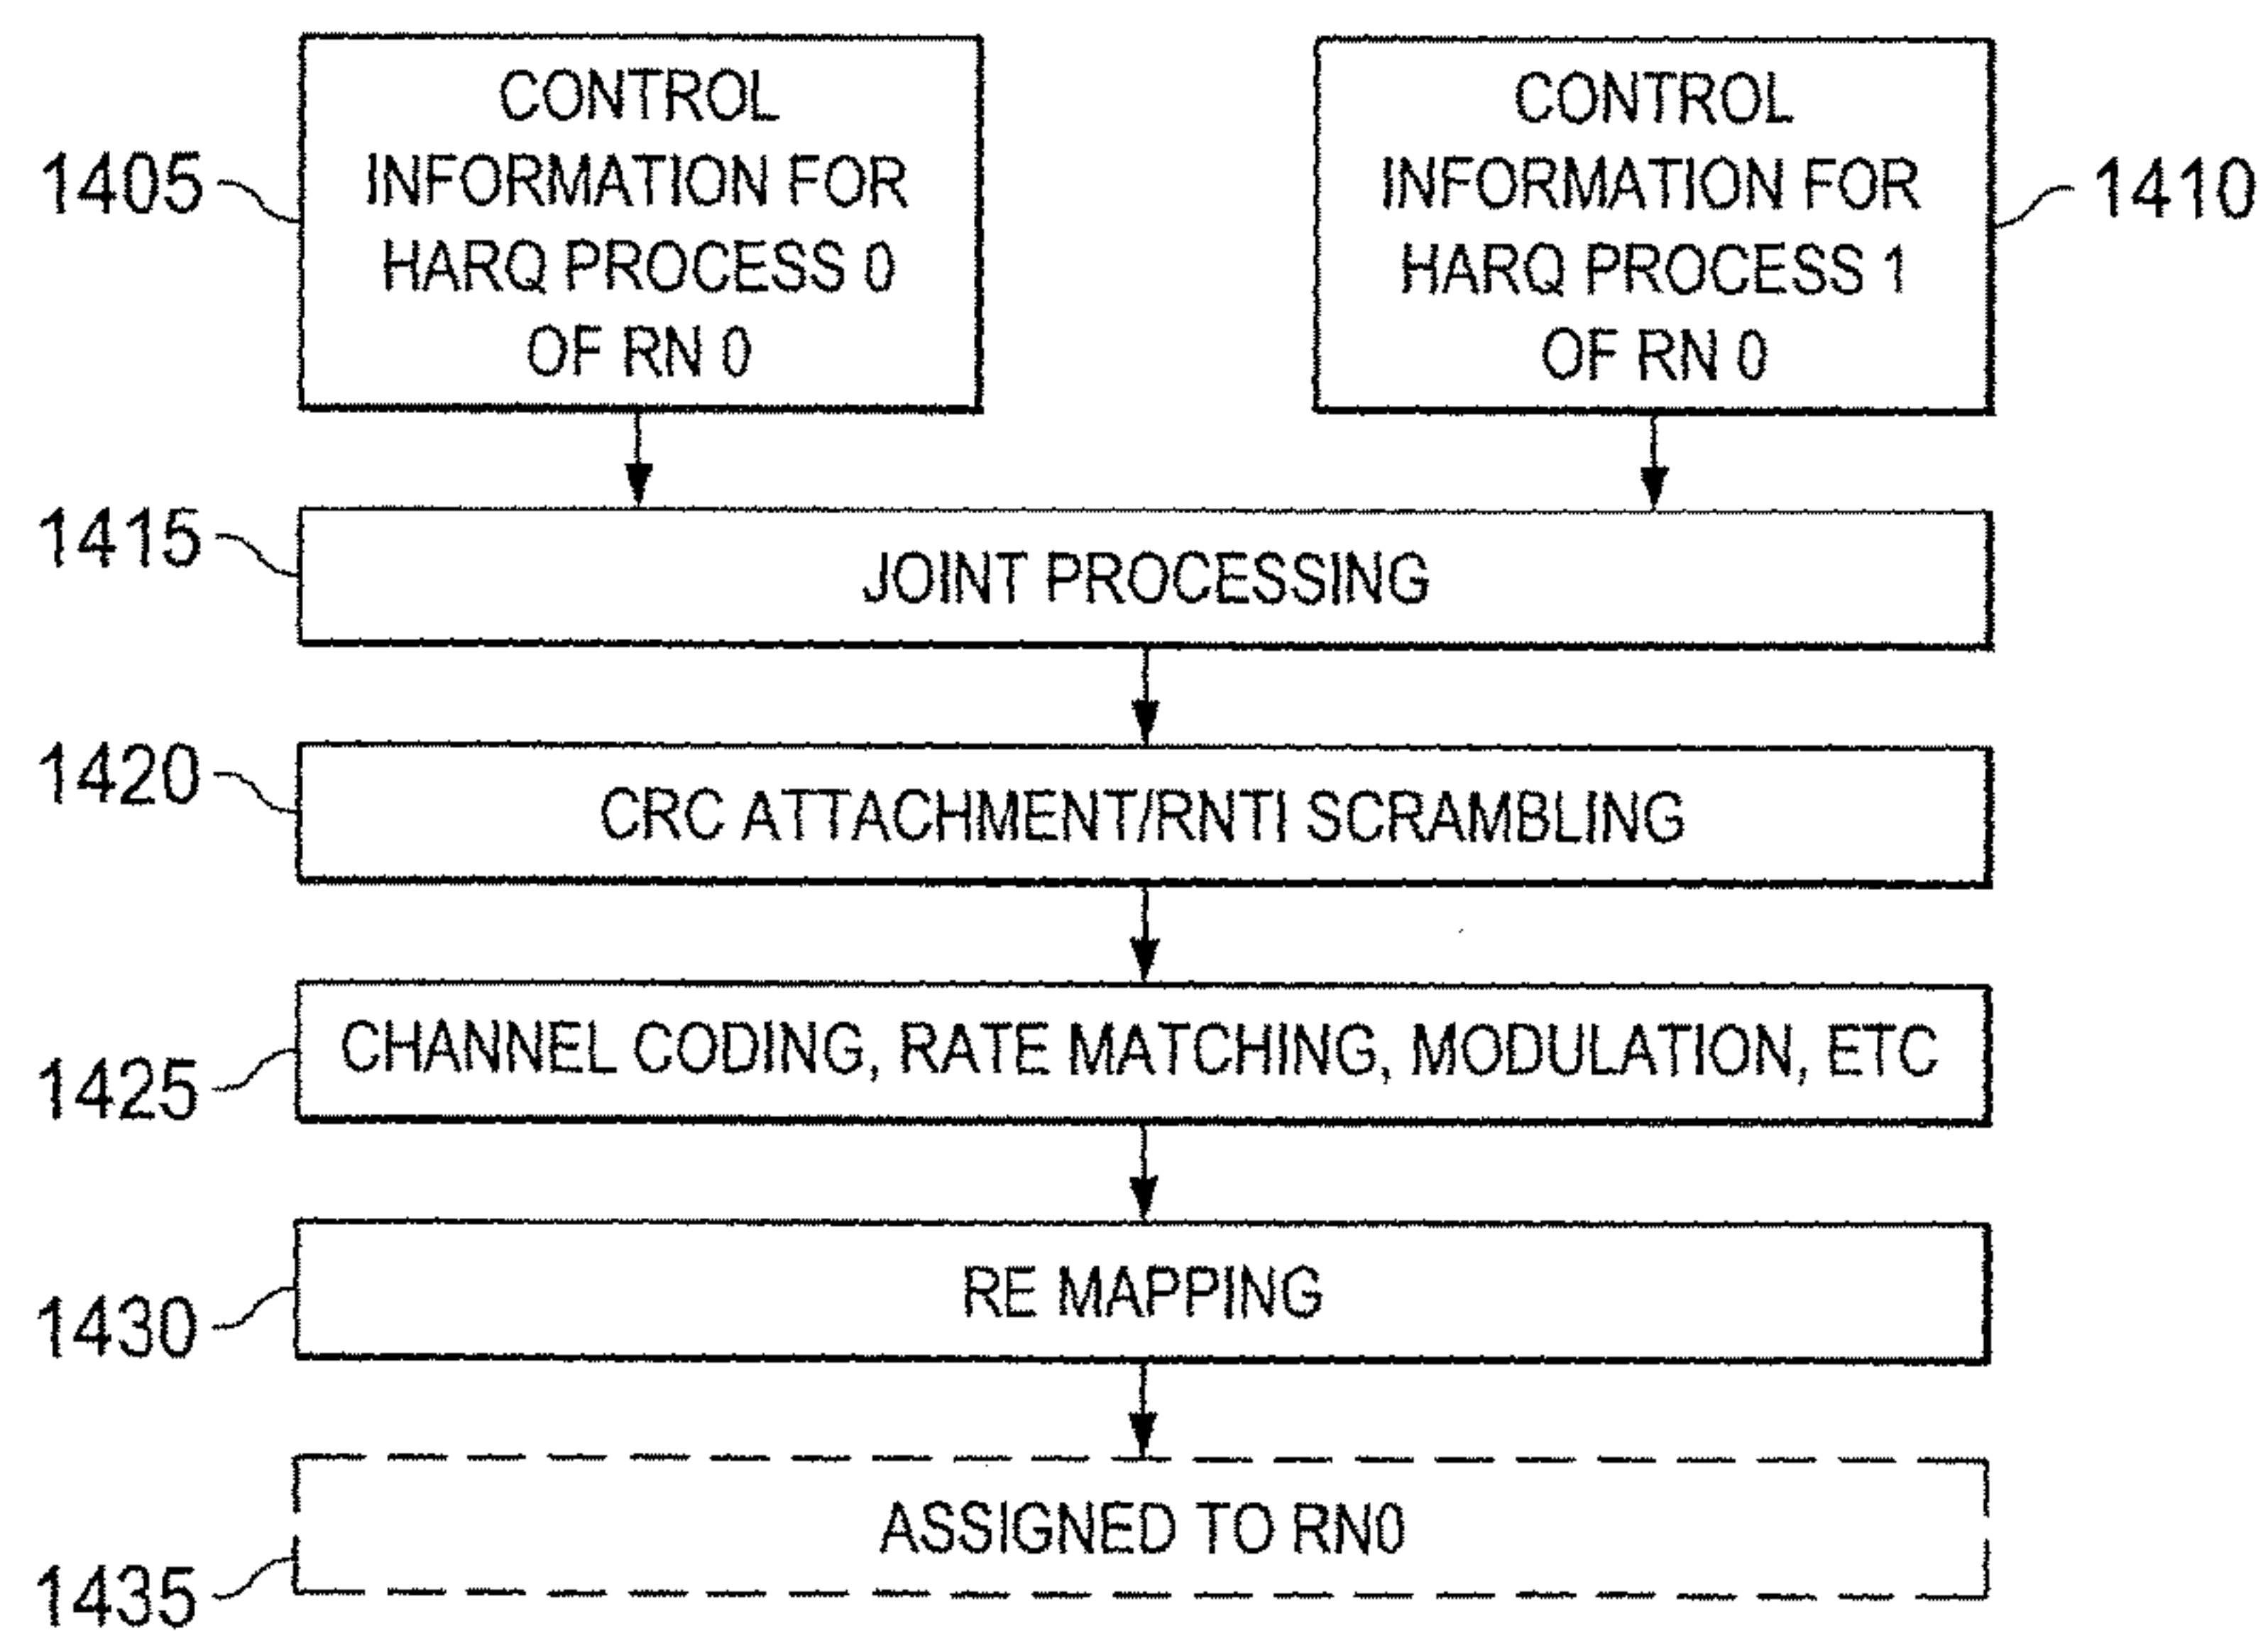 CONTROL
INFORMATION FOR
HARQ PROCESS 0
OF RN 0
1405
CONTROL
INFORMATION FOR
HARQ PROCESS 1
OF RN 0
1410
1415
JOINT PROCESSING
1420
CRC ATTACHMENT/RNTI SCRAMBLING
1425
CHANNEL CODING, RATE MATCHING, MODULATION, ETC
1430
RE MAPPING
1435
ASSIGNED TO RN0